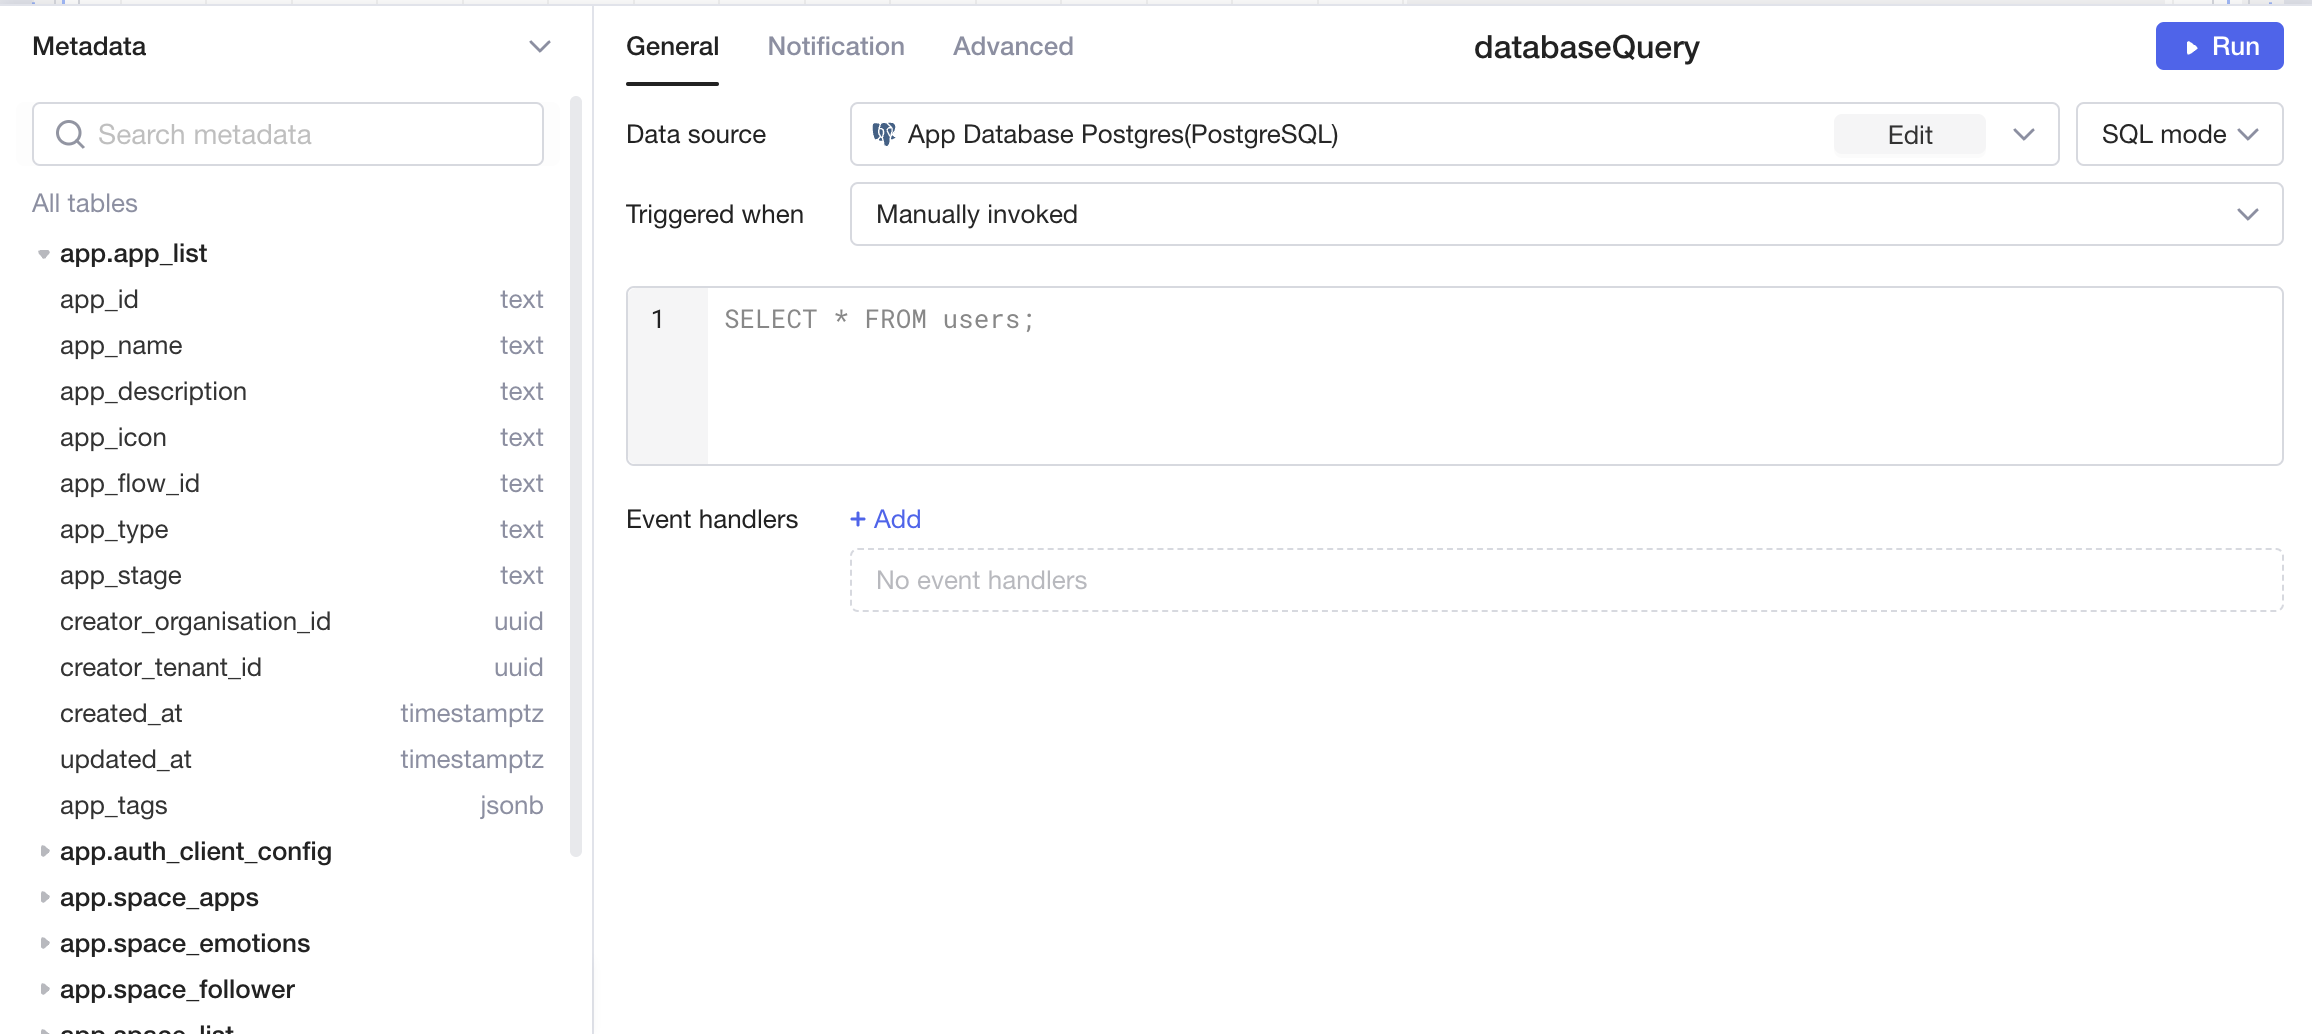 Metadata
Search metadata
All tables
app.app_list
app_id text
app_name text
app_description text
app_icon text
app_flow_id text
app_type text
app_stage text
creator_organisation_id uuid
creator_tenant_id uuid
created_at timestamptz
updated_at timestamptz
app_tags jsonb
app.auth_client_config
app.space_apps
app.space_emotions
app.space_follower
app.space_list
General Notification Advanced databaseQuery Run
Data source App Database Postgres(PostgreSQL) Edit SQL mode
Triggered when Manually invoked
1 SELECT * FROM users;
Event handlers + Add
No event handlers